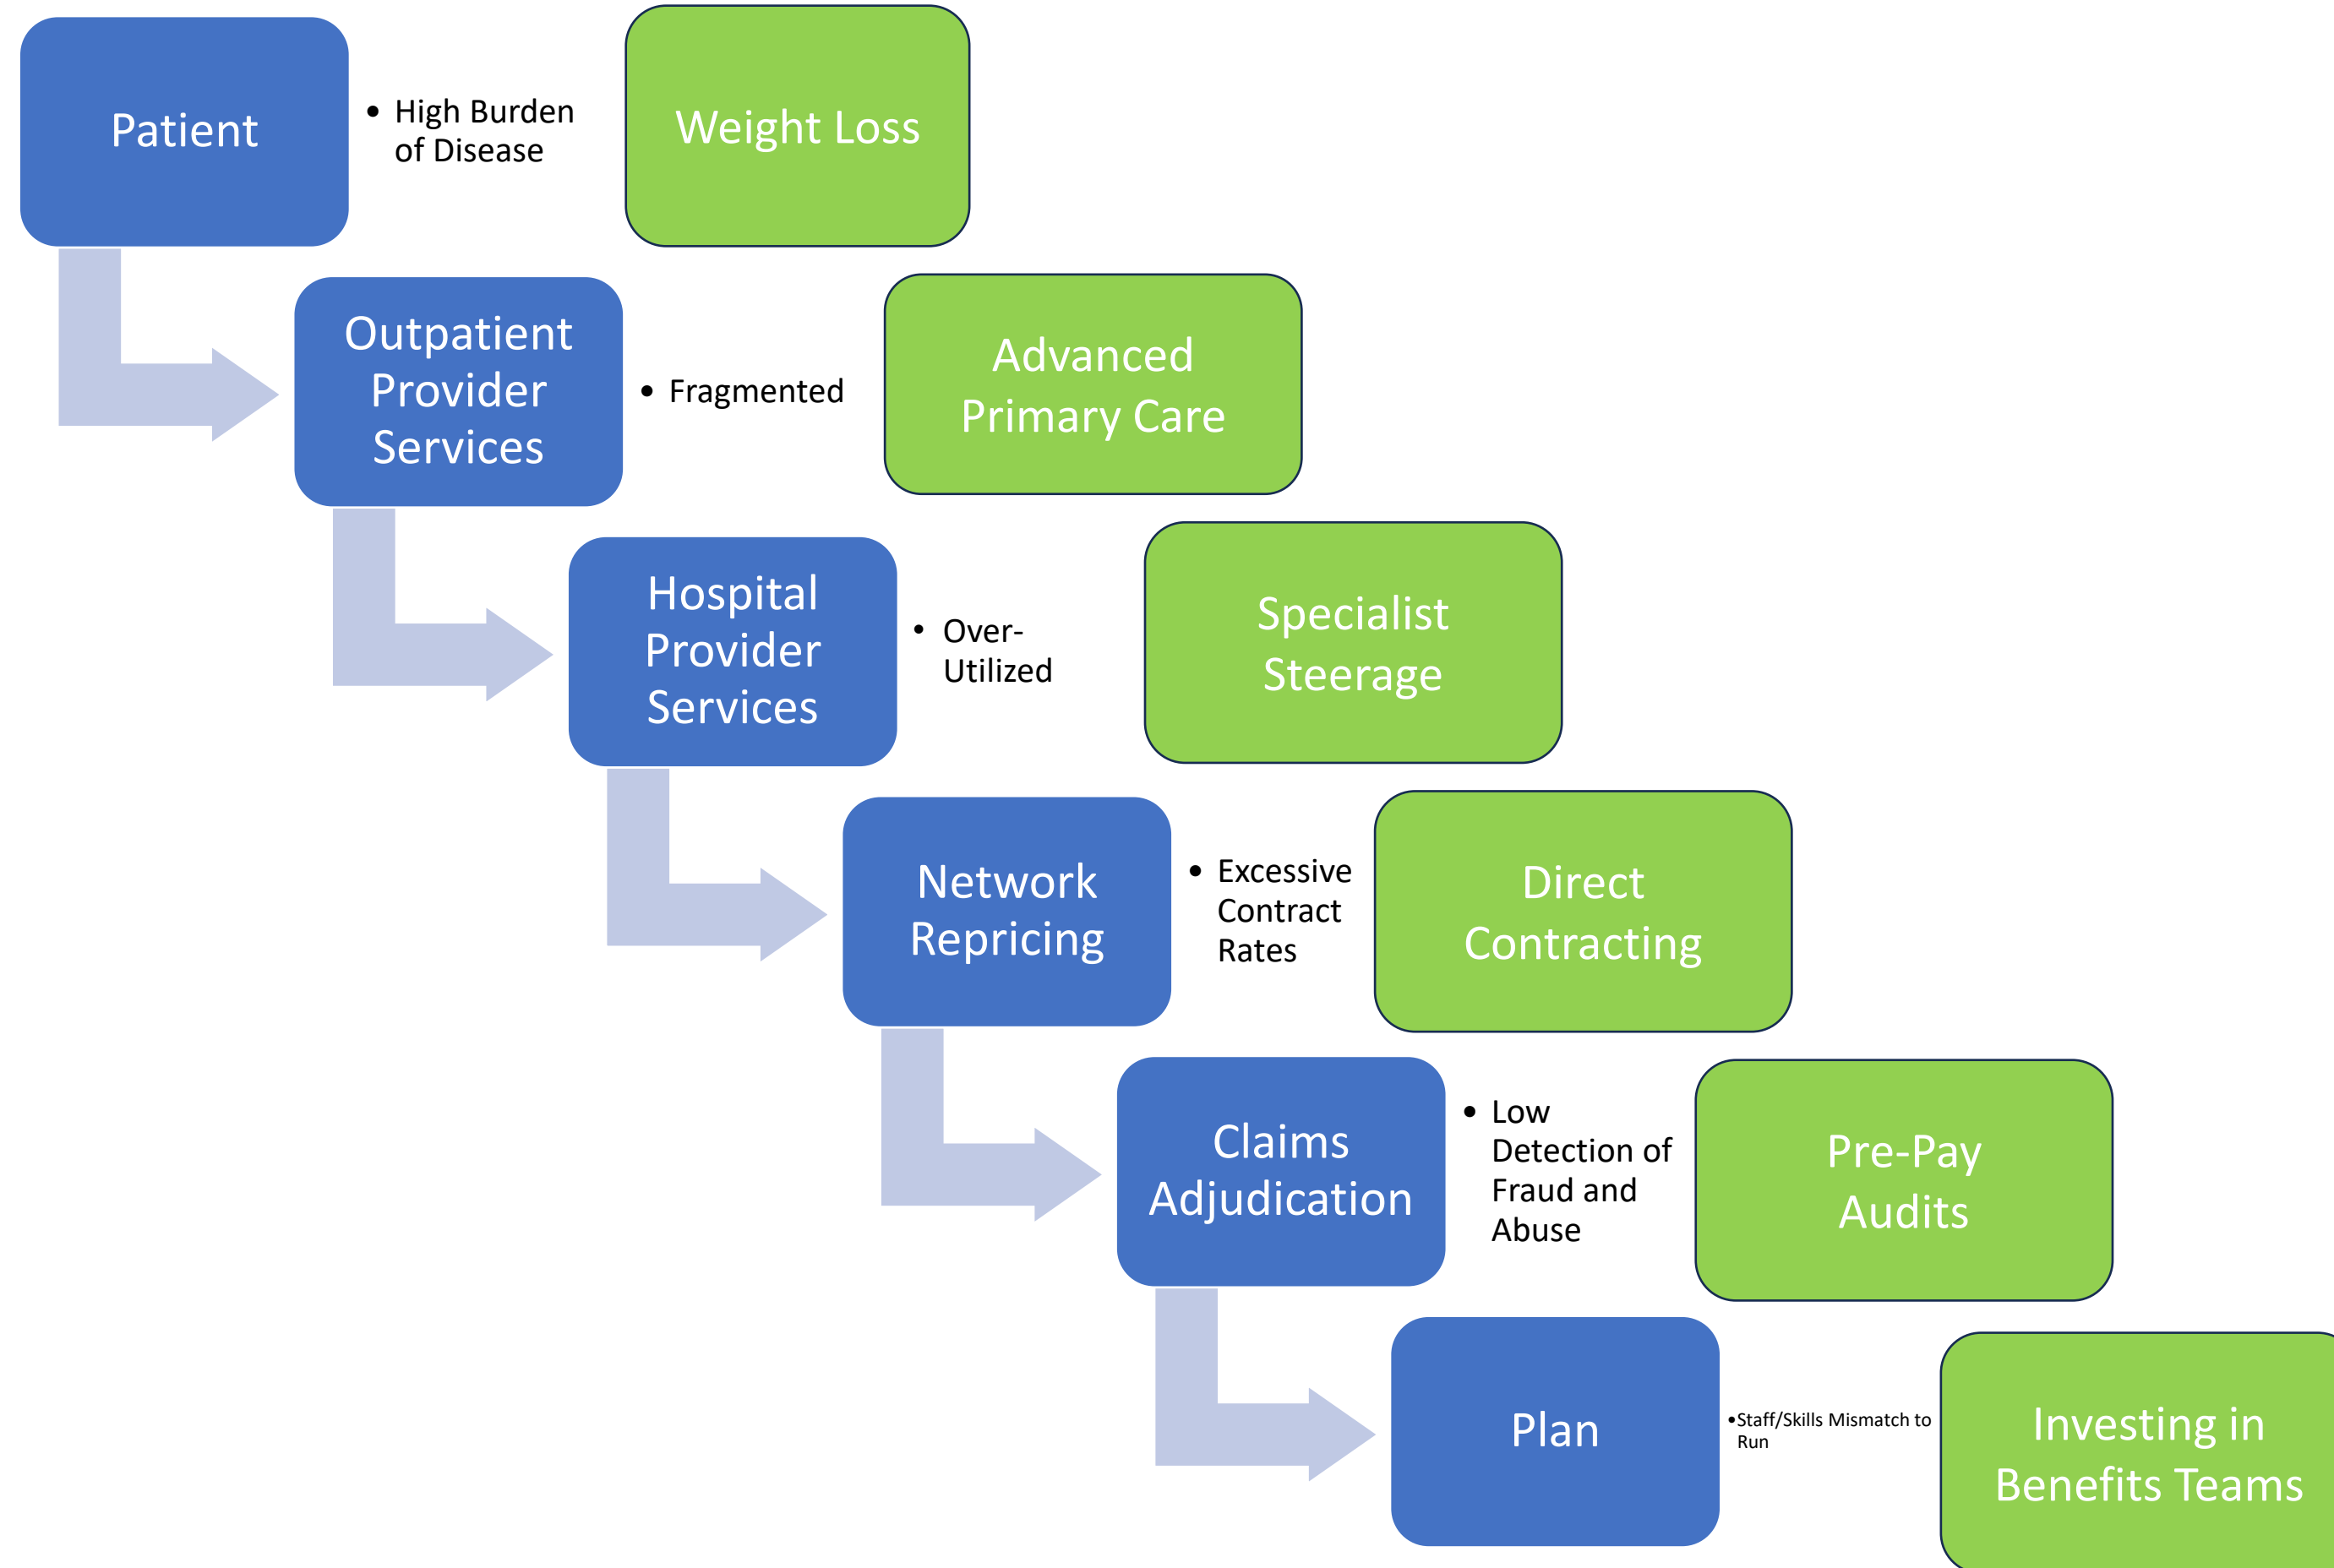 Patient
• High Burden
of Disease
Weight Loss
Outpatient
Provider
Services
• Fragmented
Advanced
Primary Care
Hospital
Provider
Services
• Over-
Utilized
Specialist
Steerage
Network
Repricing
• Excessive
Contract
Rates
Direct
Contracting
Claims
Adjudication
• Low
Detection of
Fraud and
Abuse
Pre-Pay
Audits
Plan
•Staff/Skills Mismatch to
Run
Investing in
Benefits Teams